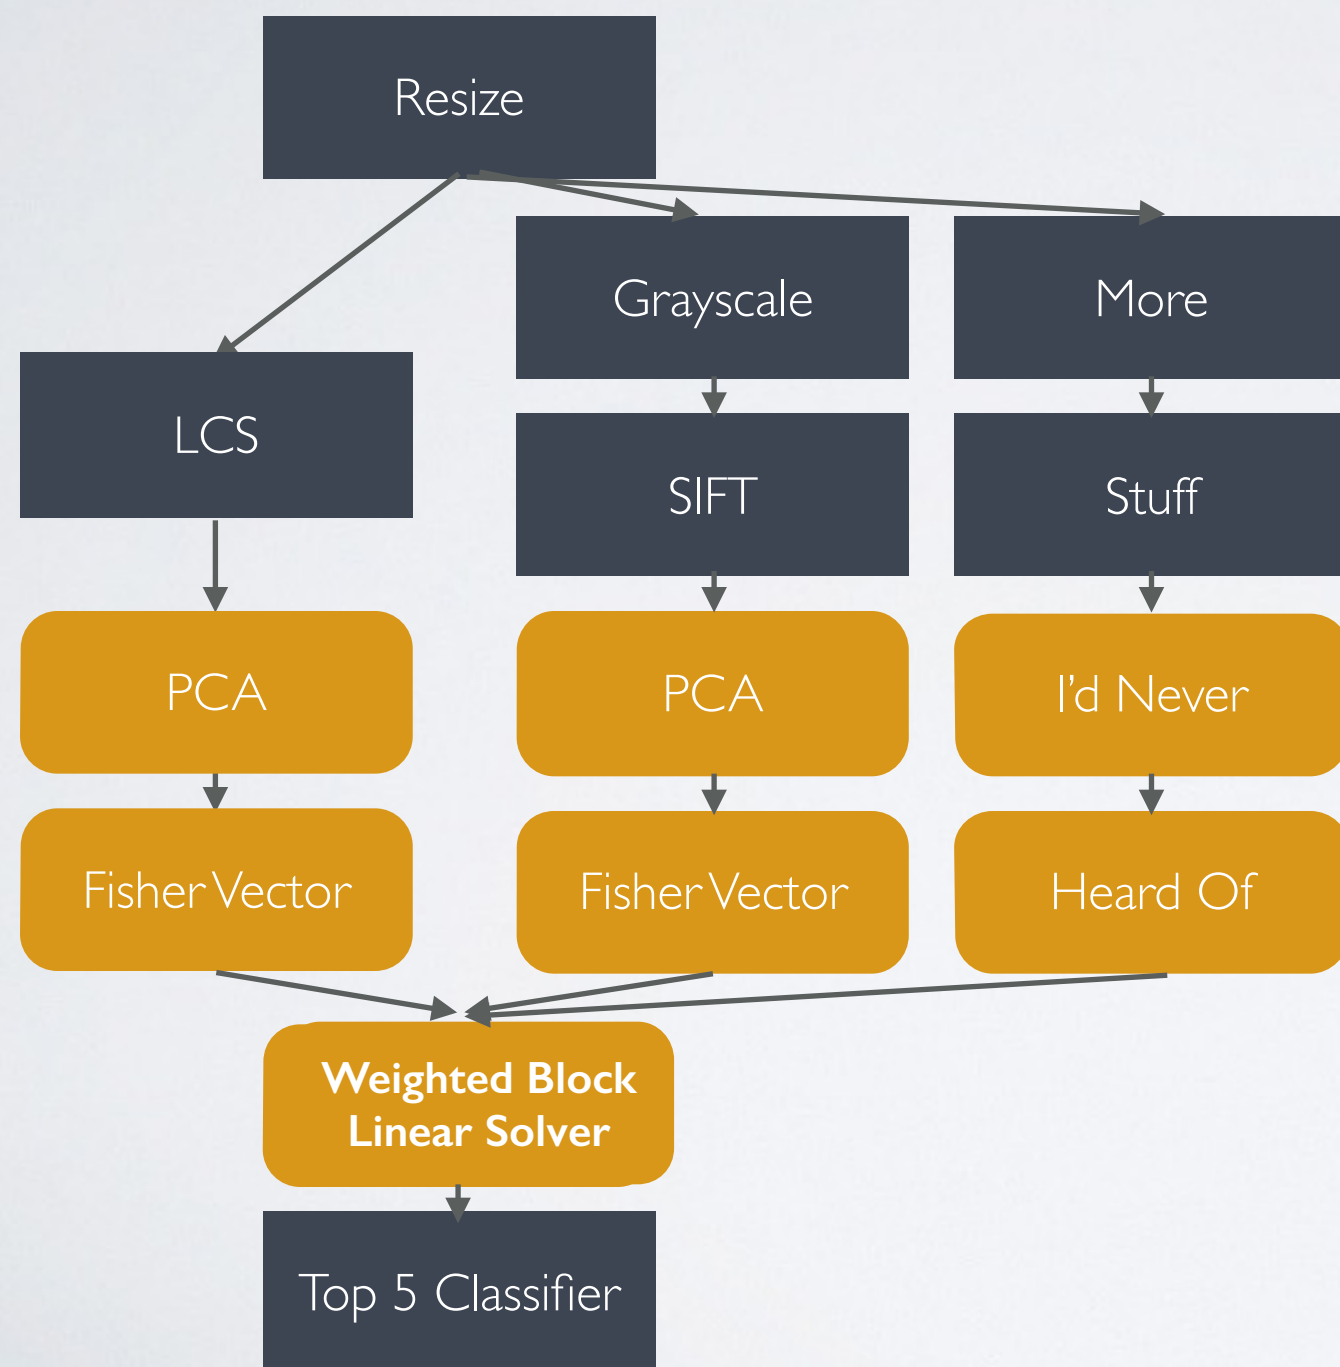 Resize
Grayscale
More
LCS
SIFT
Stuff
PCA
PCA
I'd Never
Fisher Vector
Fisher Vector
Heard Of
Weighted Block
Linear Solver
Top 5 Classifier